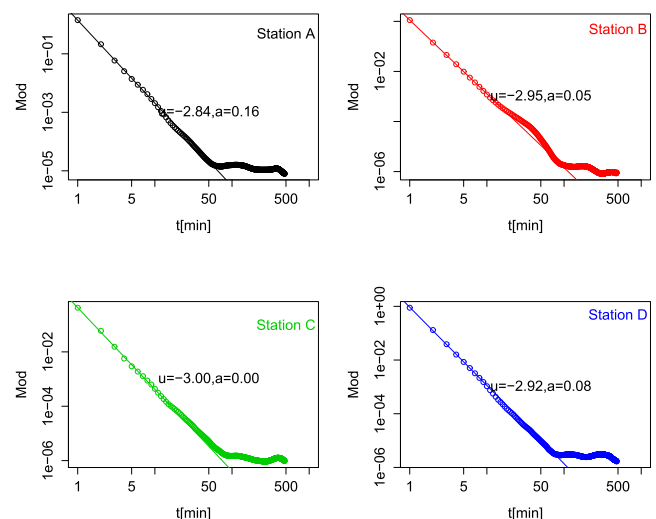 Station A
Mod
1e−01
1e−03
1e−05
u=−2.84,a=0.16
1 5 50 500
t[min]
Station B
Mod
1e−02
1e−06
u=−2.95,a=0.05
1 5 50 500
t[min]
Station C
Mod
1e−02
1e−04
1e−06
u=−3.00,a=0.00
1 5 50 500
t[min]
Station D
Mod
1e+00
1e−02
1e−04
1e−06
u=−2.92,a=0.08
1 5 50 500
t[min]